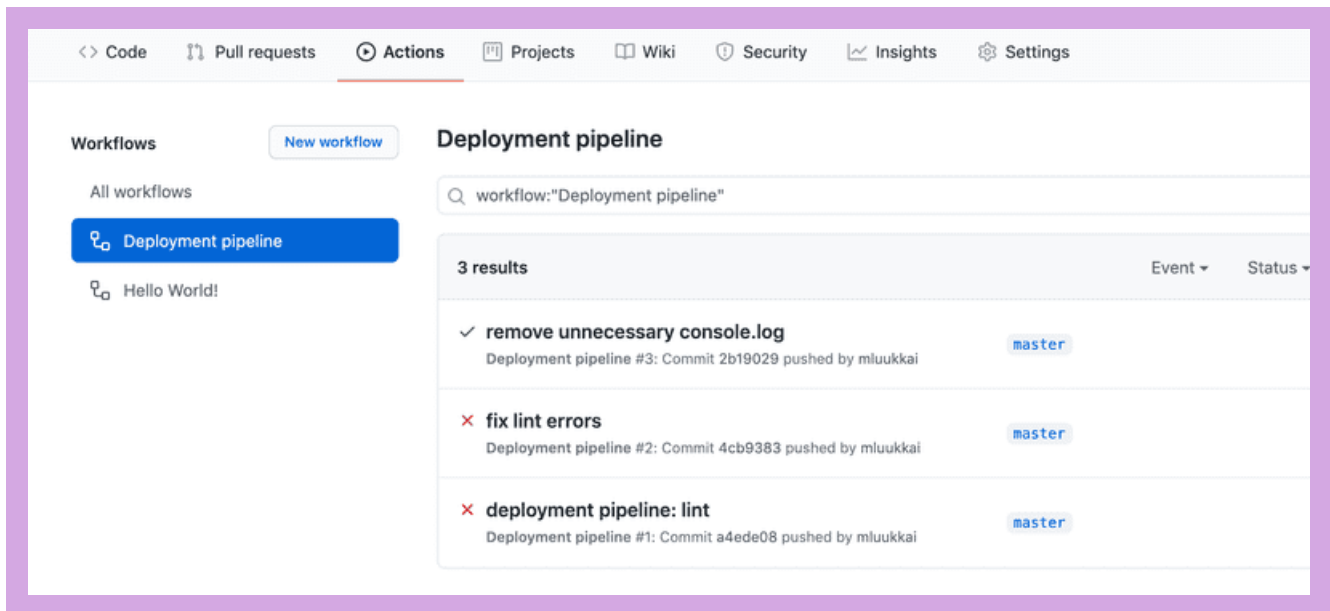 Code Pull requests Actions Projects Wiki Security Insights Settings
Workflows
New workflow
All workflows
Deployment pipeline
Hello World!
Deployment pipeline
workflow:"Deployment pipeline"
3 results
Event
Status
remove unnecessary console.log
Deployment pipeline #3: Commit 2b19029 pushed by mluukkai
master
fix lint errors
Deployment pipeline #2: Commit 4cb9383 pushed by mluukkai
master
deployment pipeline: lint
Deployment pipeline #1: Commit a4ede08 pushed by mluukkai
master